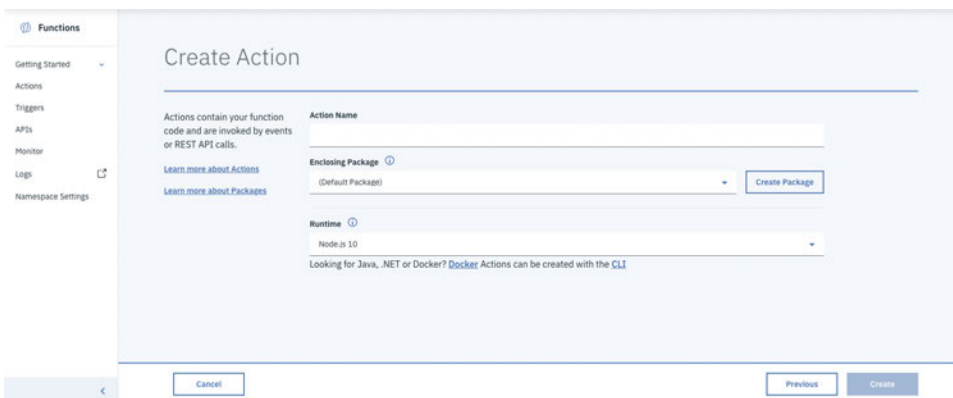 Functions
Getting Started
Actions
Triggers
APIs
Monitor
Logs
Namespace Settings
Create Action
Actions contain your function
code and are invoked by events
or REST API calls.
Learn more about Actions
Learn more about Packages
Action Name
Enclosing Package
(Default Package)
Create Package
Runtime
Node.js 10
Looking for Java, .NET or Docker? Docker Actions can be created with the CLI
Cancel
Previous
Create